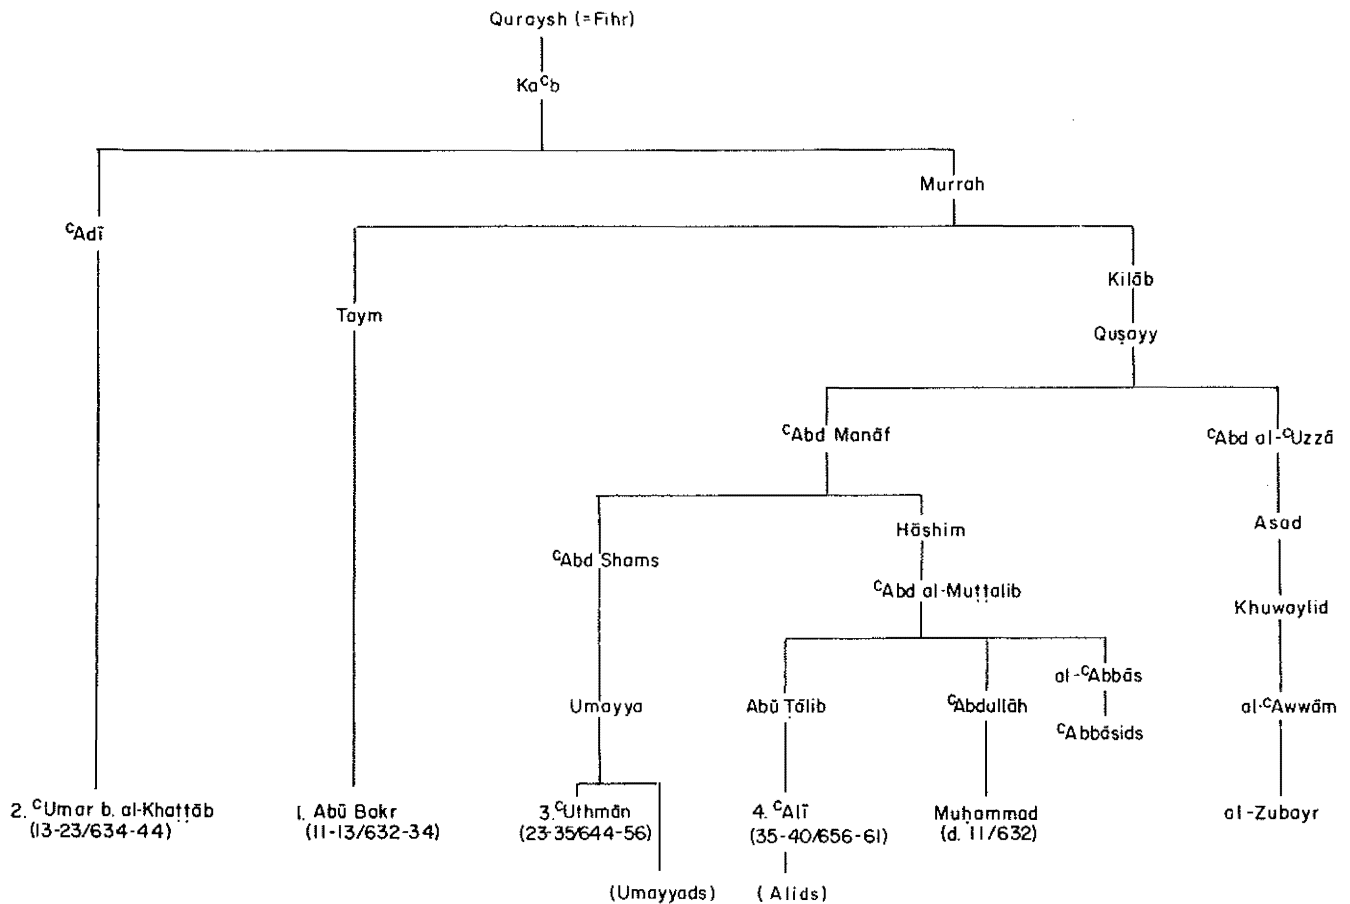 Quraysh (=Fihr)
Kaᶜb
Murrah
ᶜAdī
Kilāb
Taym
Quṣayy
ᶜAbd Manāf
ᶜAbd al-ᶜUzzā
Asad
Hāshim
ᶜAbd Shams
ᶜAbd al-Muṭṭalib
Khuwaylid
al-ᶜAbbās
Umayya
Abū Ṭālib
ᶜAbdullāh
al-ᶜAwwām
ᶜAbbāsids
2. ᶜUmar b. al-Khaṭṭāb
(13-23/634-44)
1. Abū Bakr
(11-13/632-34)
3. ᶜUthmān
(23-35/644-56)
4. ᶜAlī
(35-40/656-61)
Muḥammad
(d. 11/632)
al-Zubayr
(Umayyads)
(Alids)